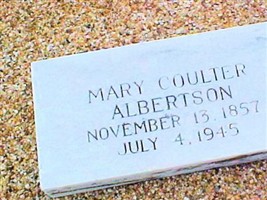 MARY COULTER
ALBERTSON
NOVEMBER 13, 1857
JULY 4, 1945